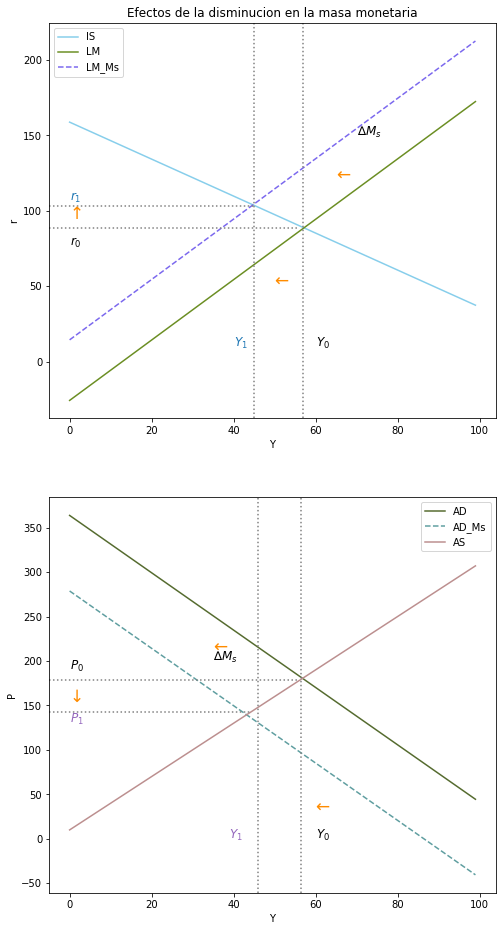 Efectos de la disminucion en la masa monetaria
IS
LM
LM_Ms
200
150
100
50
0
r
ΔMs
←
r1
↑
r0
←
Y1
Y0
0 20 40 60 80 100
Y
AD
AD_Ms
AS
350
300
250
200
150
100
50
0
−50
P
←
ΔMs
P0
↓
P1
←
Y1
Y0
0 20 40 60 80 100
Y